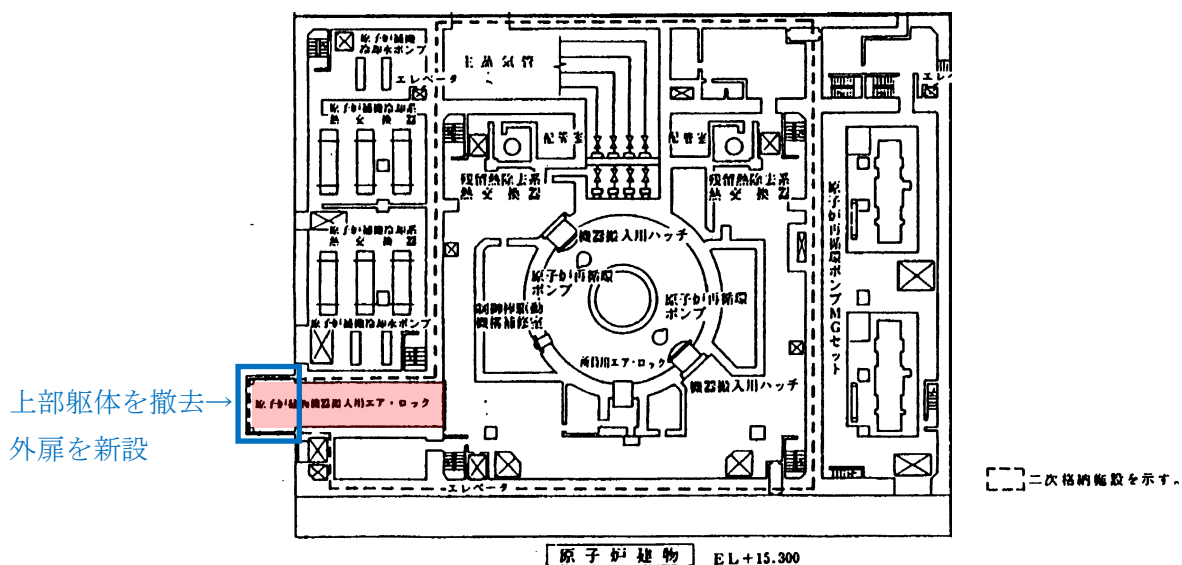 原子炉補機
冷却水ポンプ
エレベータ
原子炉補機冷却系
熱交換器
原子炉補機冷却系
熱交換器
原子炉補機冷却水ポンプ
主蒸気管
配管室
配管室
残留熱除去系
熱交換器
残留熱除去系
熱交換器
エレベ
機器搬入用ハッチ
原子炉再循環
ポンプ
原子炉再循環
ポンプ
制御棒駆動
機構補修室
所員用エア・ロック
機器搬入用ハッチ
原子炉再循環ポンプMGセット
上部躯体を撤去→
外扉を新設
原子炉建物機器搬入用エア・ロック
エレベータ
二次格納施設を示す。
原子炉建物
EL+15.300